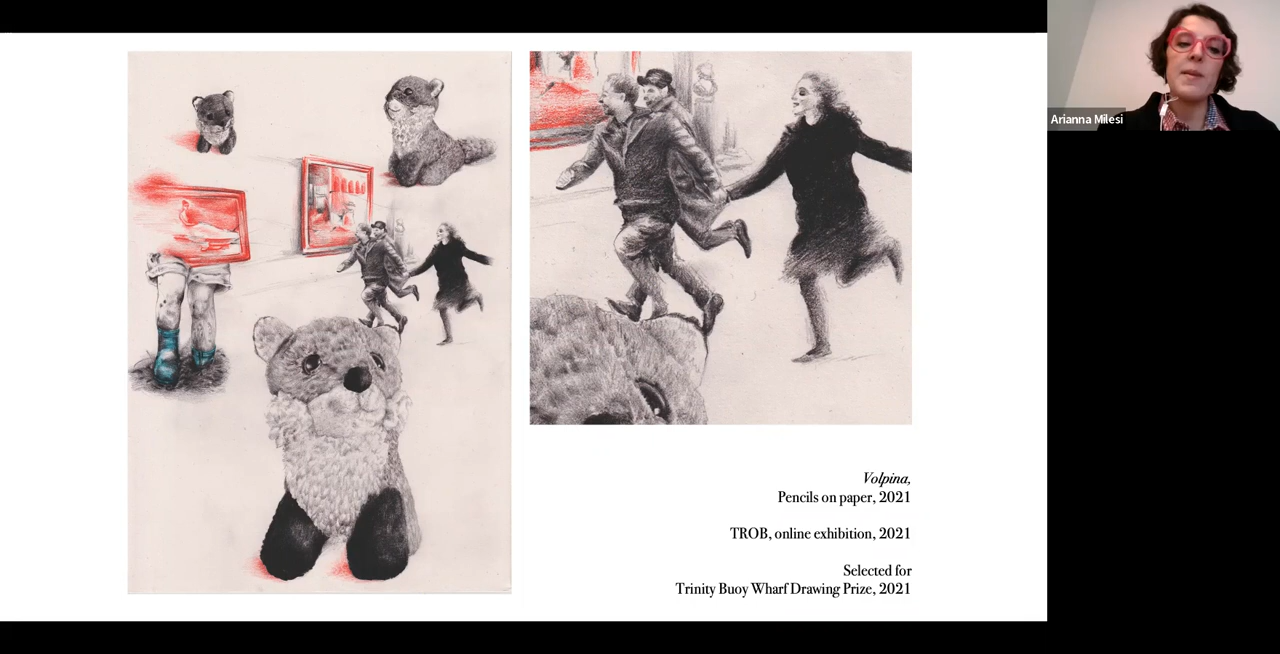 Arianna Milesi
Volpina,
Pencils on paper, 2021
TROB, online exhibition, 2021
Selected for
Trinity Buoy Wharf Drawing Prize, 2021